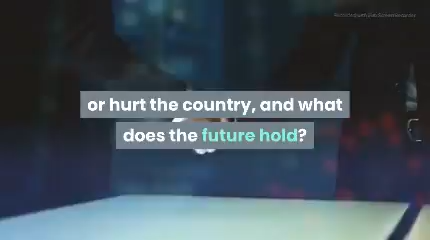 or hurt the country, and what
does the future hold?